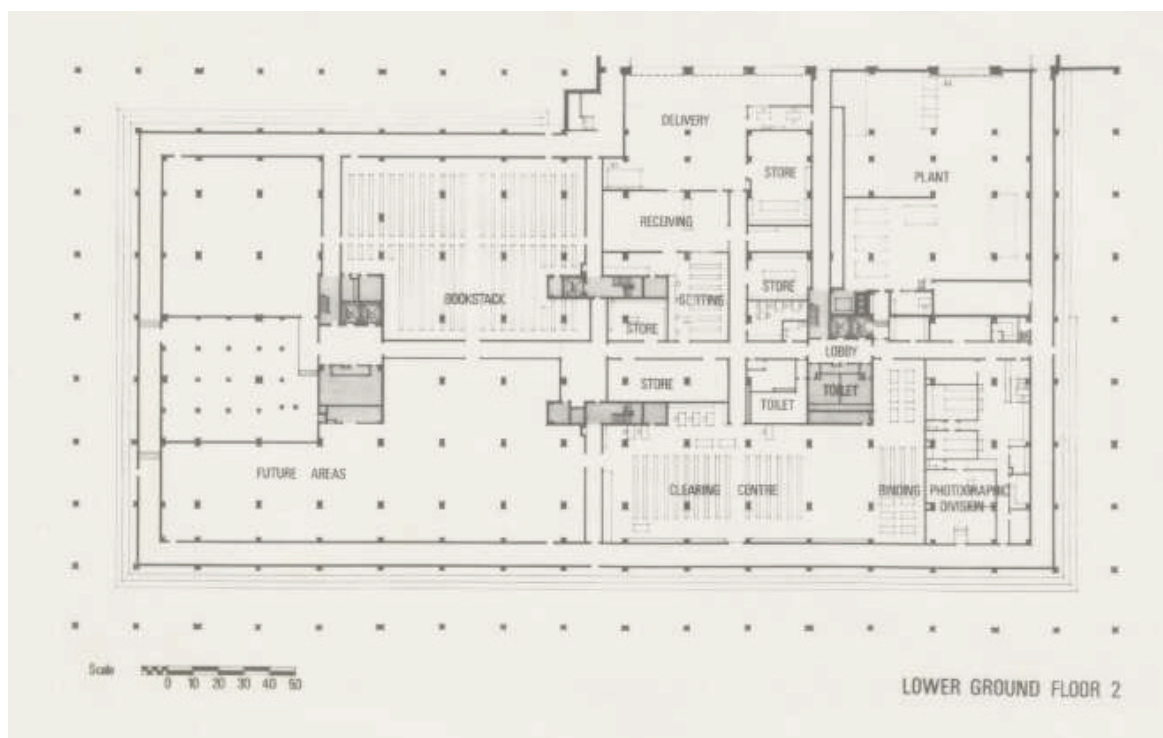 DELIVERY
STORE
PLANT
RECEIVING
BOOKSTACK
SORTING
STORE
STORE
LOBBY
STORE
TOILET
TOILET
FUTURE AREAS
CLEARING CENTRE
BINDING
PHOTOGRAPHIC
DIVISION
Scale
0 10 20 30 40 50
LOWER GROUND FLOOR 2